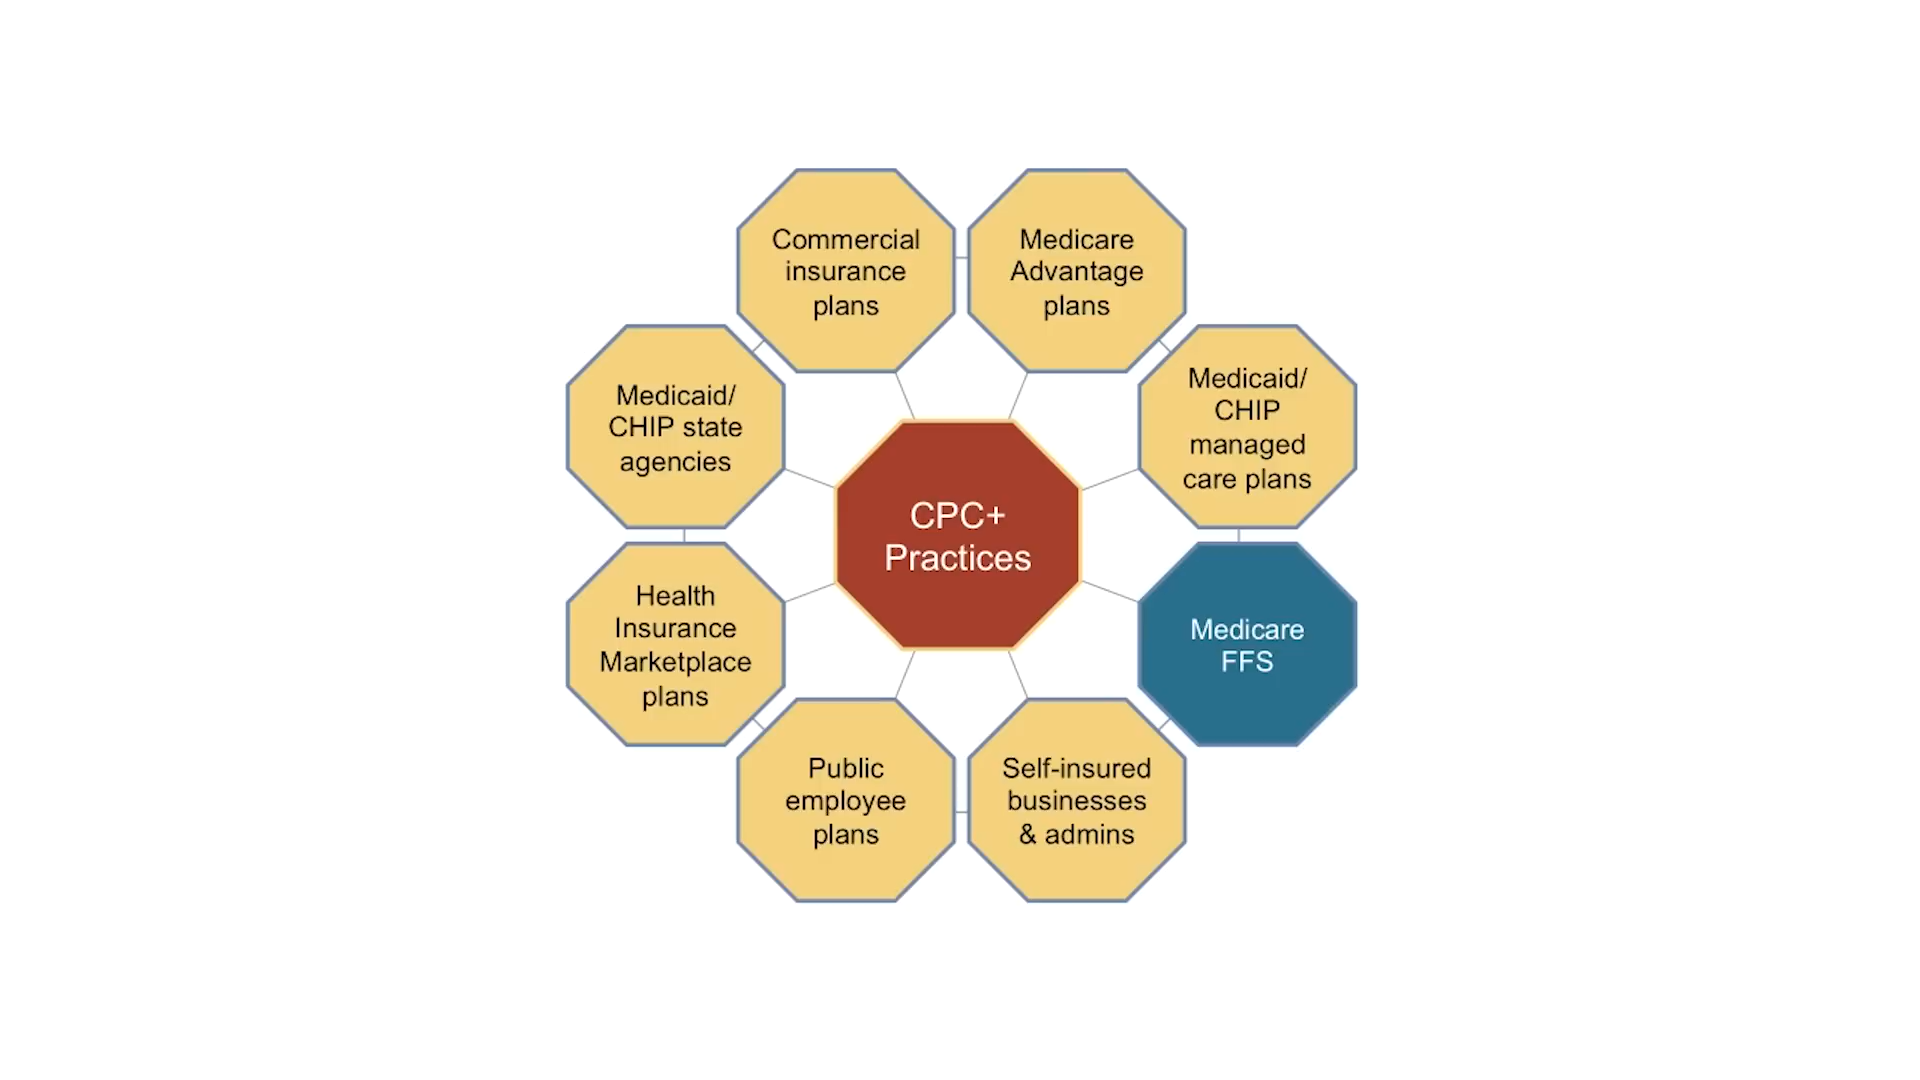 Commercial
insurance
plans
Medicare
Advantage
plans
Medicaid/
CHIP state
agencies
Medicaid/
CHIP
managed
care plans
CPC+
Practices
Health
Insurance
Marketplace
plans
Medicare
FFS
Public
employee
plans
Self-insured
businesses
& admins